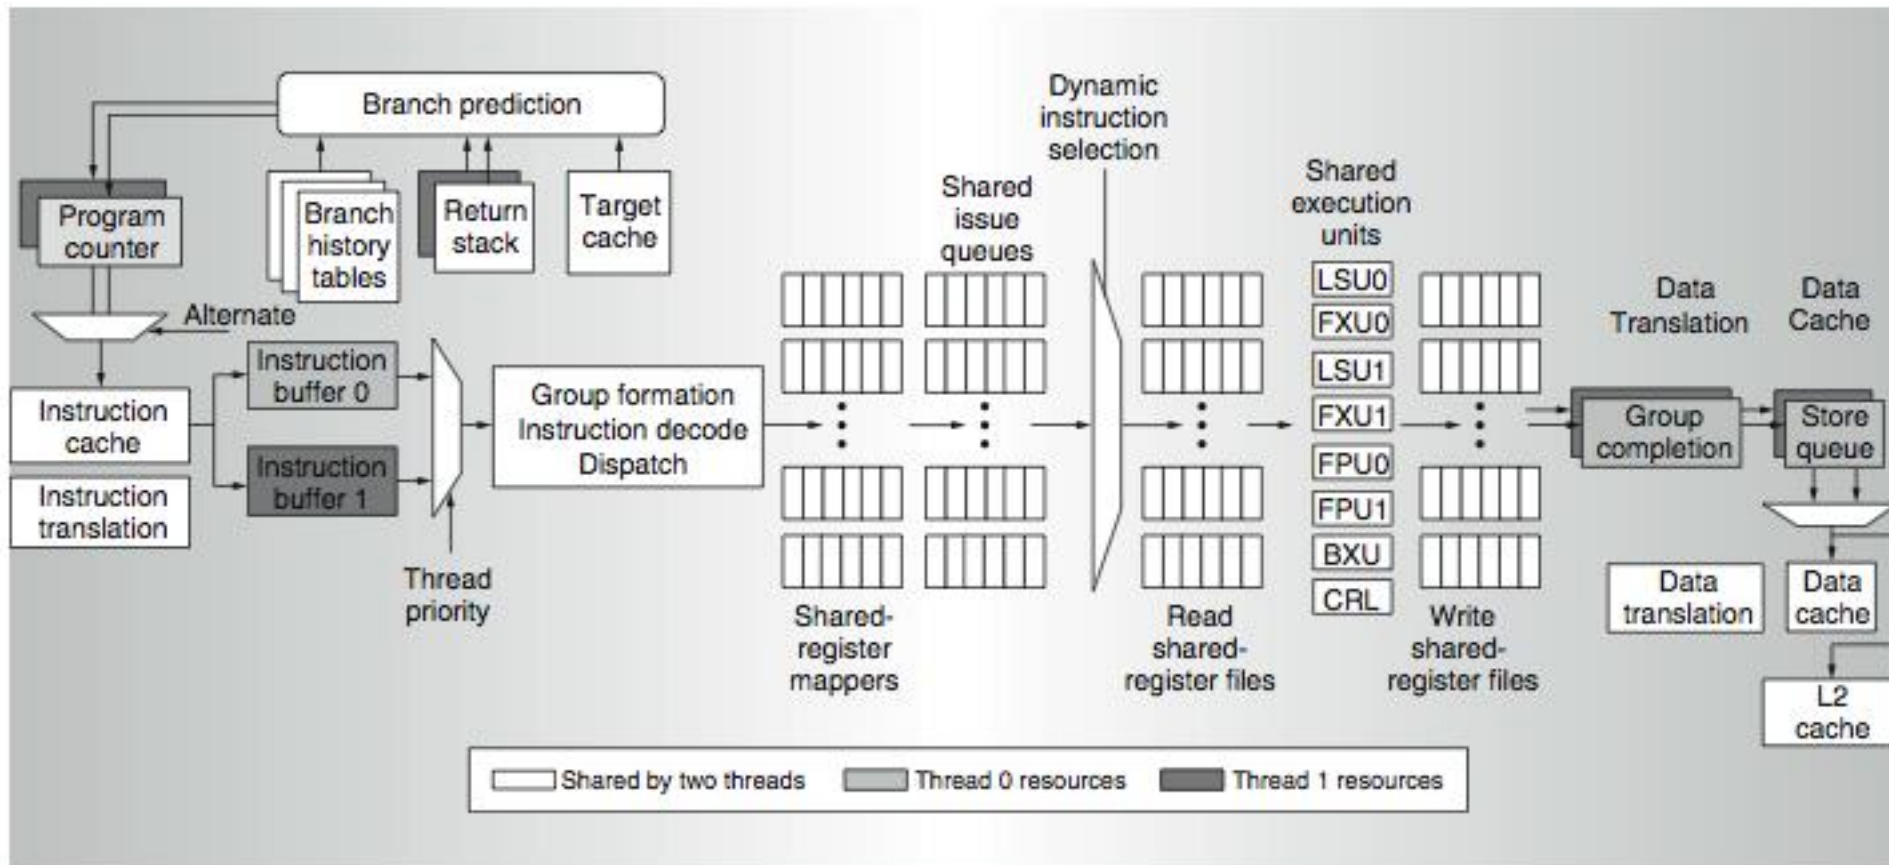 Branch prediction
Program
counter
Branch
history
tables
Return
stack
Target
cache
Alternate
Instruction
cache
Instruction
translation
Instruction
buffer 0
Instruction
buffer 1
Thread
priority
Group formation
Instruction decode
Dispatch
Shared-
register
mappers
Shared
issue
queues
Dynamic
instruction
selection
Read
shared-
register files
Shared
execution
units
LSU0
FXU0
LSU1
FXU1
FPU0
FPU1
BXU
CRL
Write
shared-
register files
Data
Translation
Data
Cache
Group
completion
Store
queue
Data
translation
Data
cache
L2
cache
Shared by two threads
Thread 0 resources
Thread 1 resources